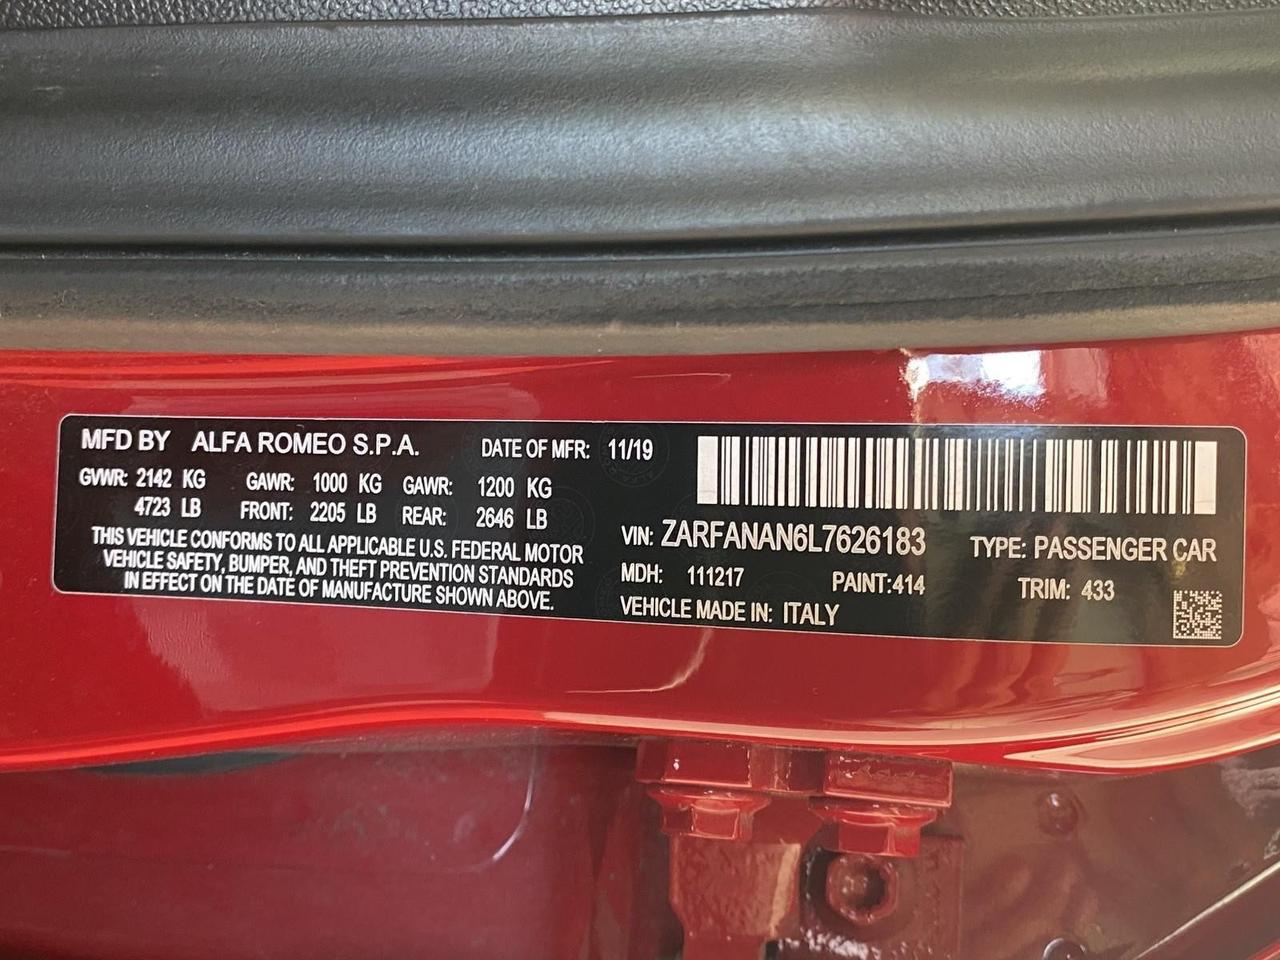 MFD BY ALFA ROMEO S.P.A. DATE OF MFR: 11/19
GVWR: 2142 KG GAWR: 1000 KG GAWR: 1200 KG
4723 LB FRONT: 2205 LB REAR: 2646 LB
THIS VEHICLE CONFORMS TO ALL APPLICABLE U.S. FEDERAL MOTOR
VEHICLE SAFETY, BUMPER, AND THEFT PREVENTION STANDARDS
IN EFFECT ON THE DATE OF MANUFACTURE SHOWN ABOVE.
VIN: ZARFANAN6L7626183 TYPE: PASSENGER CAR
MDH: 111217 PAINT:414 TRIM: 433
VEHICLE MADE IN: ITALY